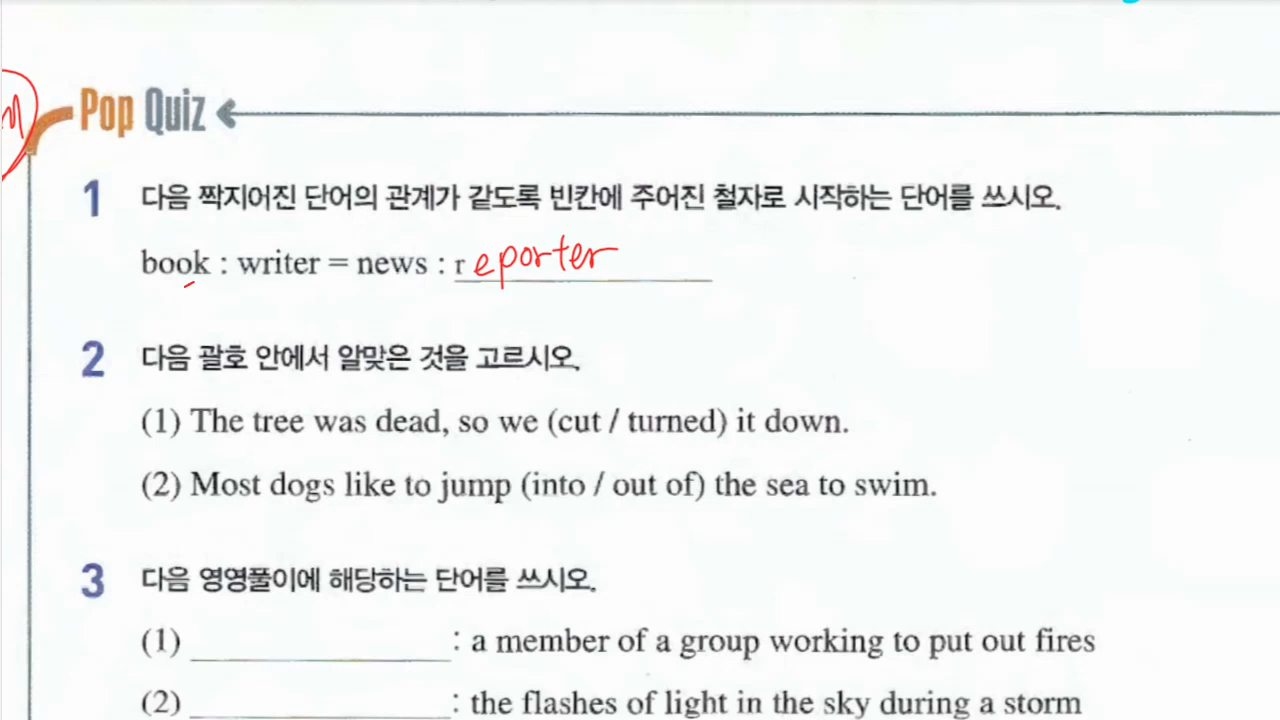 Pop Quiz
1 다음 짝지어진 단어의 관계가 같도록 빈칸에 주어진 철자로 시작하는 단어를 쓰시오.
book : writer = news : reporter
2 다음 괄호 안에서 알맞은 것을 고르시오.
(1) The tree was dead, so we (cut / turned) it down.
(2) Most dogs like to jump (into / out of) the sea to swim.
3 다음 영영풀이에 해당하는 단어를 쓰시오.
(1) : a member of a group working to put out fires
(2) : the flashes of light in the sky during a storm